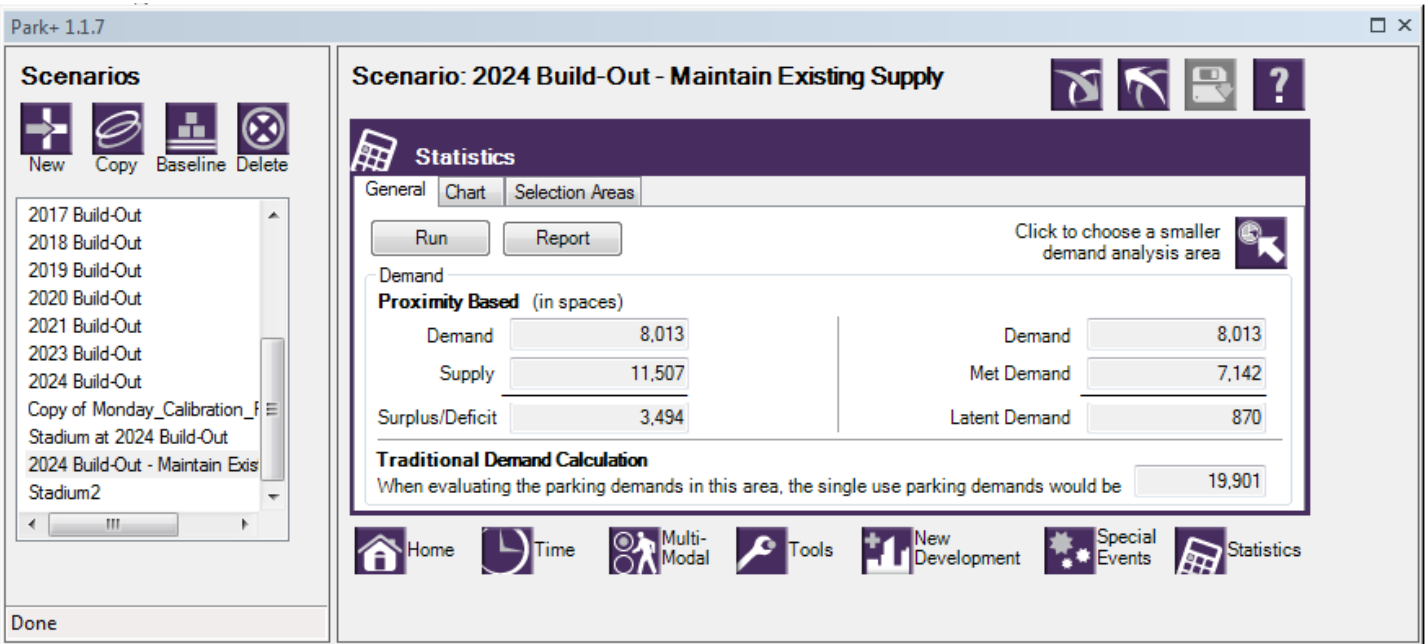 Park+ 1.1.7
Scenarios
New Copy Baseline Delete
2017 Build-Out
2018 Build-Out
2019 Build-Out
2020 Build-Out
2021 Build-Out
2023 Build-Out
2024 Build-Out
Copy of Monday_Calibration_
Stadium at 2024 Build-Out
2024 Build-Out - Maintain Exis
Stadium2
Done
Scenario: 2024 Build-Out - Maintain Existing Supply
?
Statistics
General Chart Selection Areas
Run Report
Click to choose a smaller
demand analysis area
Demand
Proximity Based (in spaces)
Demand 8,013 Demand 8,013
Supply 11,507 Met Demand 7,142
Surplus/Deficit 3,494 Latent Demand 870
Traditional Demand Calculation
When evaluating the parking demands in this area, the single use parking demands would be 19,901
Home Time Multi-
Modal Tools New
Development Special
Events Statistics